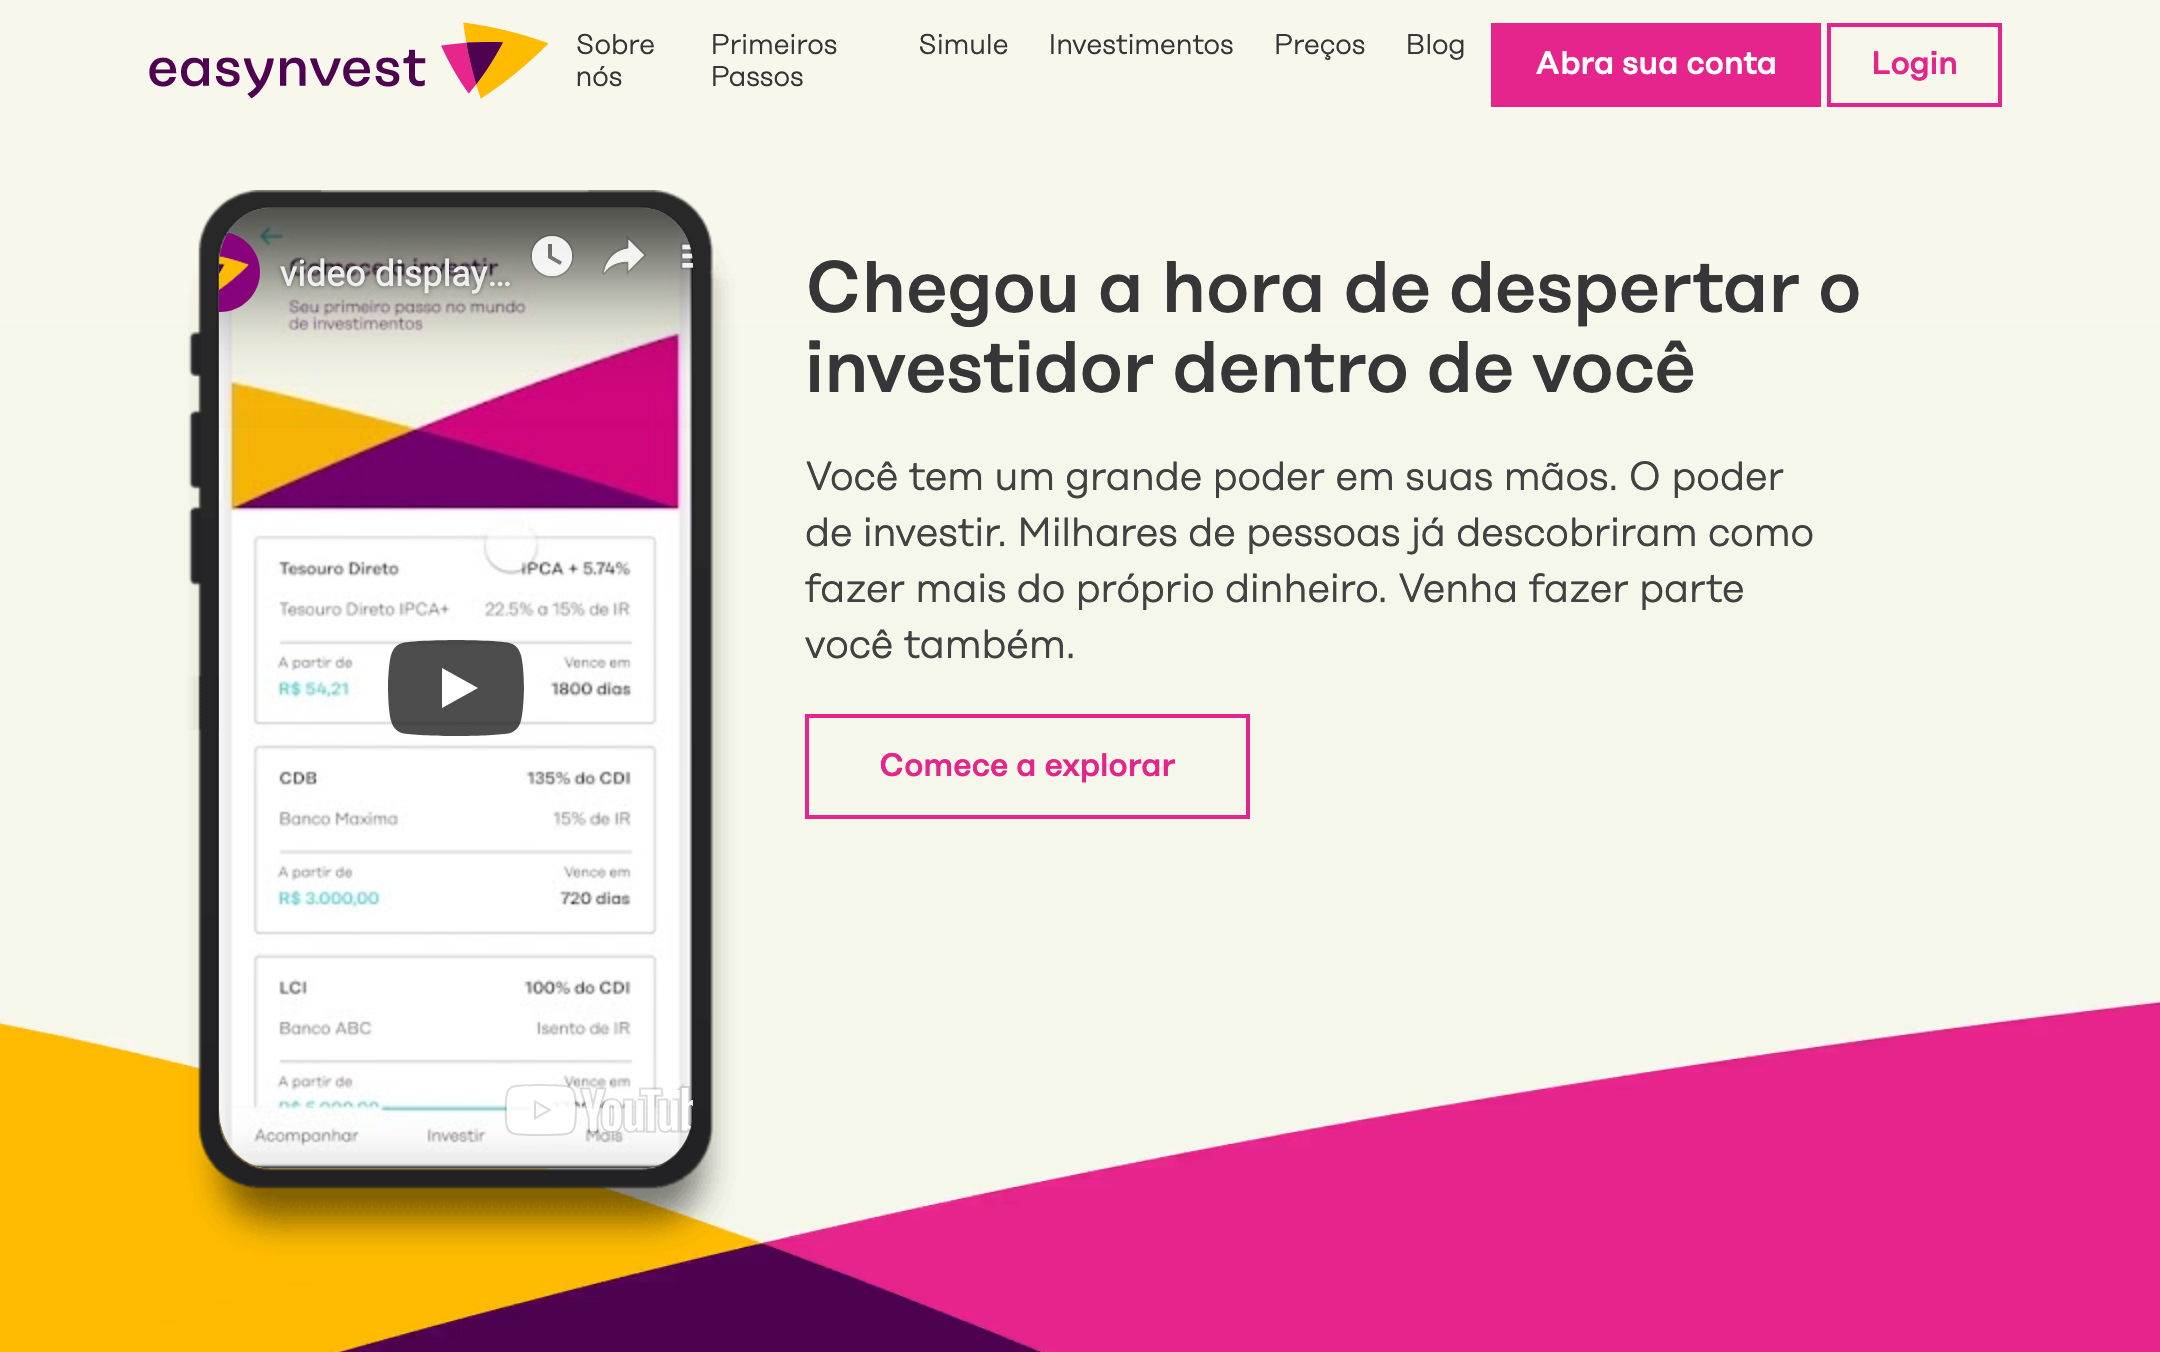 easynvest
Sobre nós
Primeiros Passos
Simule
Investimentos
Preços
Blog
Abra sua conta
Login
video display...
Seu primeiro passo no mundo
de investimentos
Tesouro Direto IPCA + 5.74%
Tesouro Direto IPCA+ 22.5% a 15% de IR
A partir de Vence em
R$ 54,21 1800 dias
CDB 135% do CDI
Banco Maxima 15% de IR
A partir de Vence em
R$ 3.000,00 720 dias
LCI 100% do CDI
Banco ABC Isento de IR
A partir de Vence em
Acompanhar Investir Mais
Chegou a hora de despertar o
investidor dentro de você
Você tem um grande poder em suas mãos. O poder
de investir. Milhares de pessoas já descobriram como
fazer mais do próprio dinheiro. Venha fazer parte
você também.
Comece a explorar